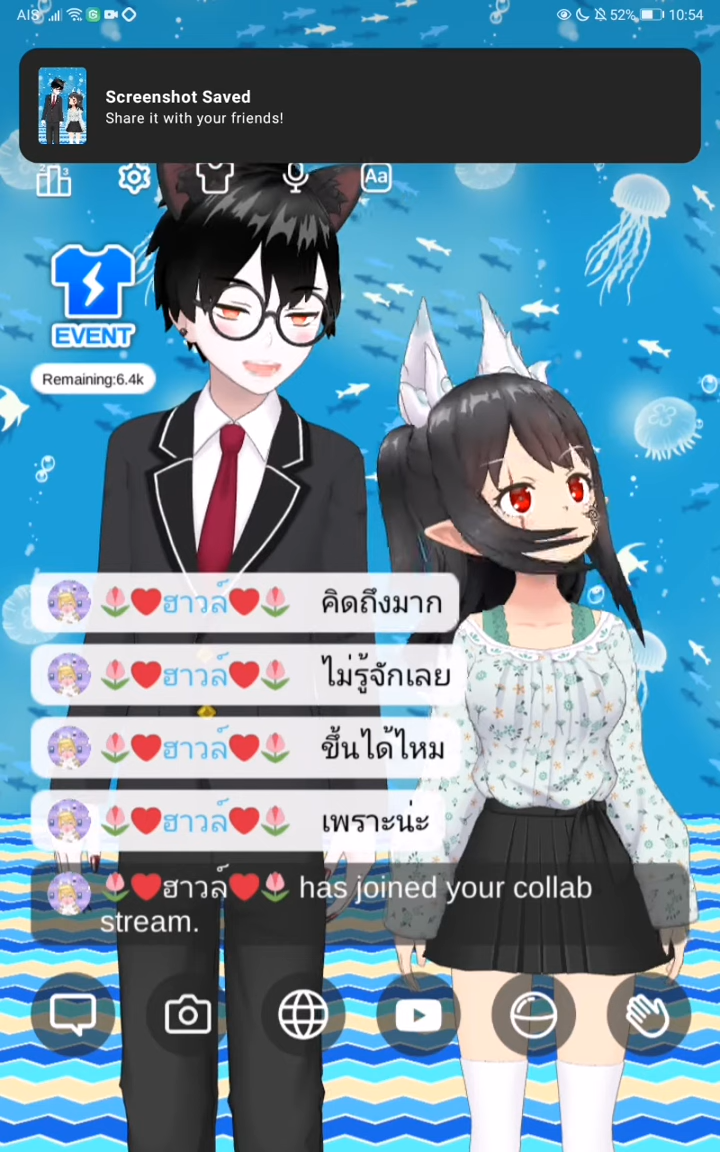 AIS 52% 10:54
Screenshot Saved
Share it with your friends!
Aa
EVENT
Remaining:6.4k
🌷❤️ฮาวล์❤️🌷 คิดถึงมาก
🌷❤️ฮาวล์❤️🌷 ไม่รู้จักเลย
🌷❤️ฮาวล์❤️🌷 ขึ้นได้ไหม
🌷❤️ฮาวล์❤️🌷 เพราะน่ะ
🌷❤️ฮาวล์❤️🌷 has joined your collab
stream.